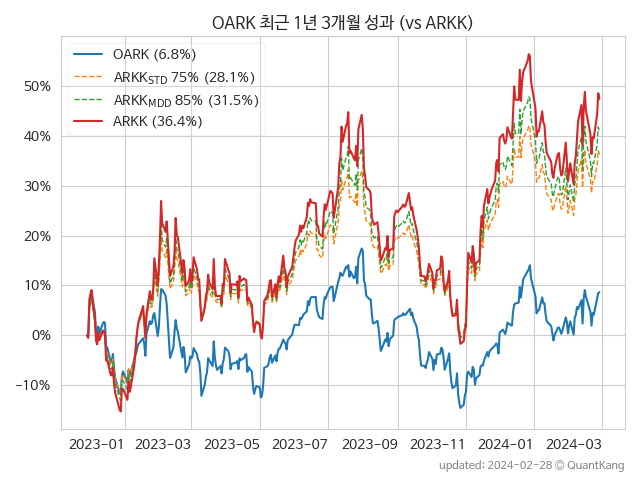 OARK 최근 1년 3개월 성과 (vs ARKK)
OARK (6.8%)
ARKK_STD 75% (28.1%)
ARKK_MDD 85% (31.5%)
ARKK (36.4%)
50%
40%
30%
20%
10%
0%
−10%
2023-01 2023-03 2023-05 2023-07 2023-09 2023-11 2024-01 2024-03
updated: 2024-02-28 © QuantKang